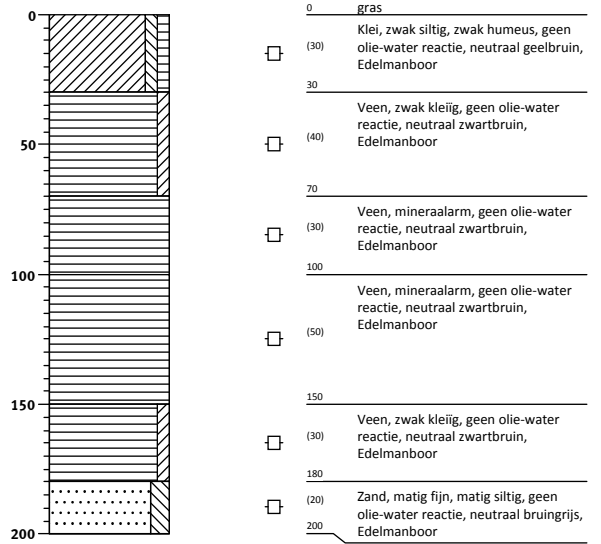 0
50
100
150
200
0 gras
(30) Klei, zwak siltig, zwak humeus, geen
olie-water reactie, neutraal geelbruin,
Edelmanboor
30
(40) Veen, zwak kleiïg, geen olie-water
reactie, neutraal zwartbruin,
Edelmanboor
70
(30) Veen, mineraalarm, geen olie-water
reactie, neutraal zwartbruin,
Edelmanboor
100
(50) Veen, mineraalarm, geen olie-water
reactie, neutraal zwartbruin,
Edelmanboor
150
(30) Veen, zwak kleiïg, geen olie-water
reactie, neutraal zwartbruin,
Edelmanboor
180
(20) Zand, matig fijn, matig siltig, geen
olie-water reactie, neutraal bruingrijs,
200 Edelmanboor